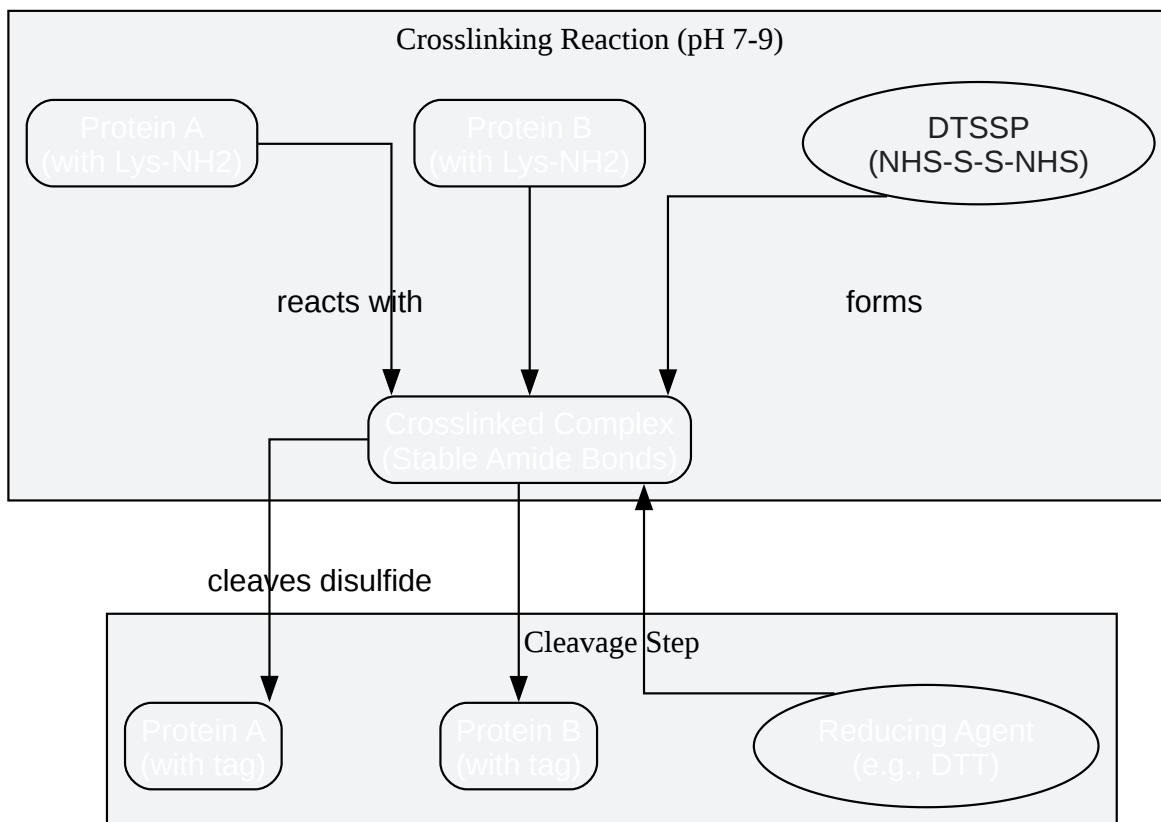 Crosslinking Reaction (pH 7-9)
Protein A
(with Lys-NH2)
Protein B
(with Lys-NH2)
DTSSP
(NHS-S-S-NHS)
reacts with
forms
Crosslinked Complex
(Stable Amide Bonds)
cleaves disulfide
Cleavage Step
Protein A
(with tag)
Protein B
(with tag)
Reducing Agent
(e.g., DTT)